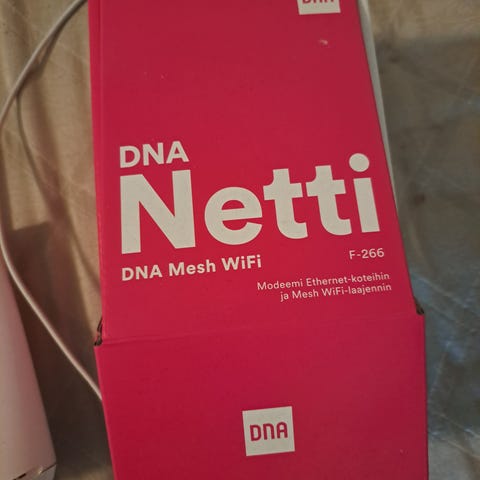 DNA
DNA
Netti
DNA Mesh WiFi
F-266
Modeemi Ethernet-koteihin
ja Mesh WiFi-laajennin
DNA